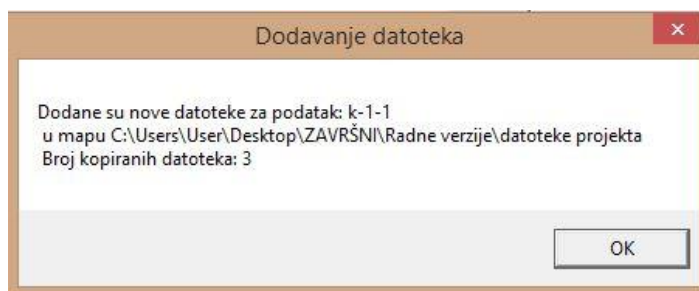 Dodavanje datoteka
Dodane su nove datoteke za podatak: k-1-1
u mapu C:\Users\User\Desktop\ZAVRŠNI\Radne verzije\datoteke projekta
Broj kopiranih datoteka: 3
OK